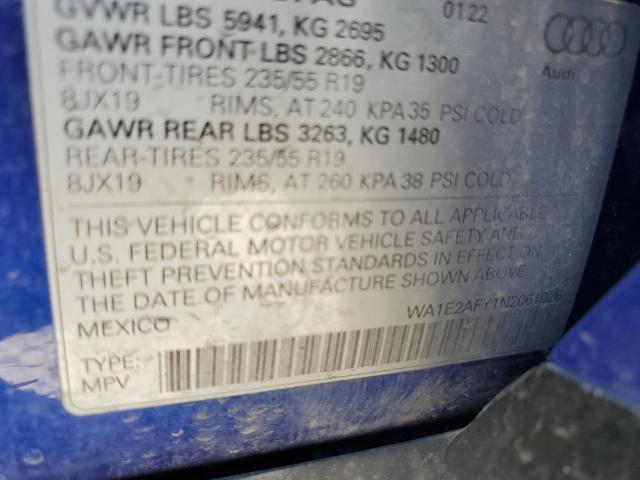 0122
GVWR LBS 5941, KG 2695
GAWR FRONT LBS 2866, KG 1300
Audi
FRONT-TIRES 235/55 R19
8JX19 RIMS, AT 240 KPA 35 PSI COLD
GAWR REAR LBS 3263, KG 1480
REAR-TIRES 235/55 R19
8JX19 RIMS, AT 260 KPA 38 PSI COLD
THIS VEHICLE CONFORMS TO ALL APPLICABLE
U.S. FEDERAL MOTOR VEHICLE SAFETY AND
THEFT PREVENTION STANDARDS IN EFFECT ON
THE DATE OF MANUFACTURE SHOWN ABOVE.
MEXICO WA1E2AFY1N2061026
TYPE:
MPV